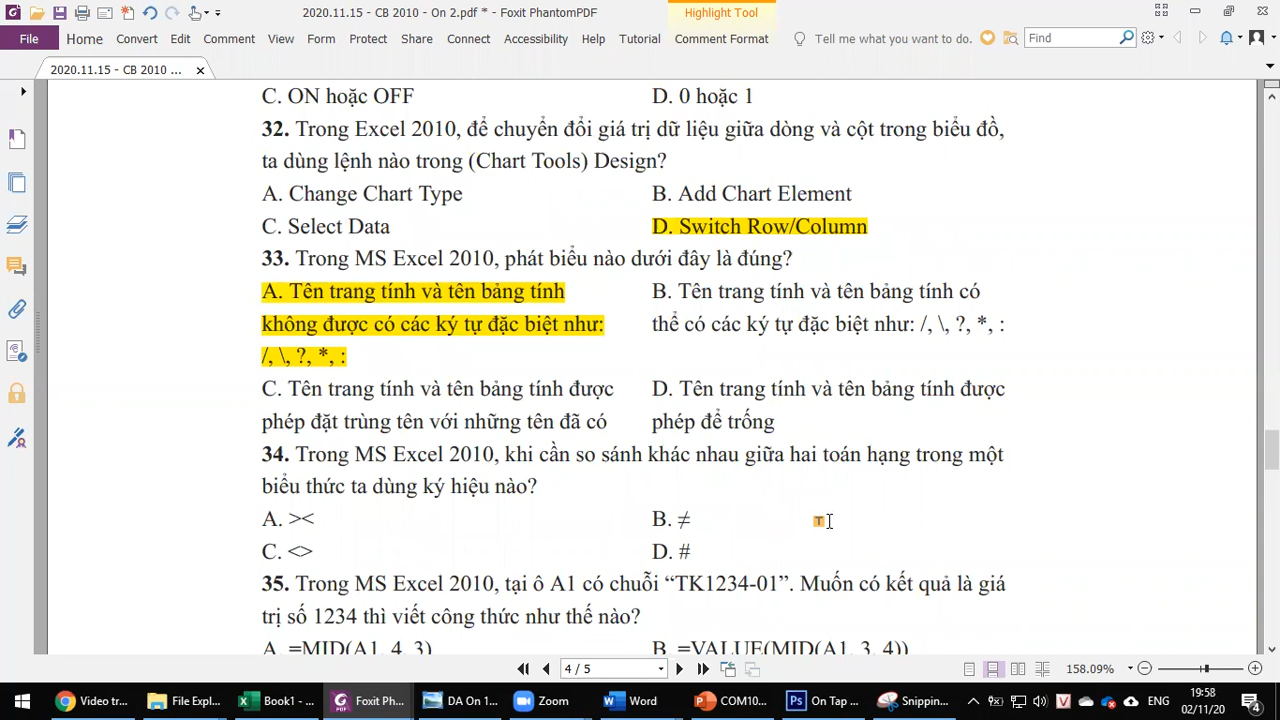 2020.11.15 - CB 2010 - On 2.pdf * - Foxit PhantomPDF
Highlight Tool
File Home Convert Edit Comment View Form Protect Share Connect Accessibility Help Tutorial Comment Format Tell me what you want to do. Find
2020.11.15 - CB 2010 ...
C. ON hoặc OFF D. 0 hoặc 1
32. Trong Excel 2010, để chuyển đổi giá trị dữ liệu giữa dòng và cột trong biểu đồ,
ta dùng lệnh nào trong (Chart Tools) Design?
A. Change Chart Type B. Add Chart Element
C. Select Data D. Switch Row/Column
33. Trong MS Excel 2010, phát biểu nào dưới đây là đúng?
A. Tên trang tính và tên bảng tính
không được có các ký tự đặc biệt như:
/, \, ?, *, :
B. Tên trang tính và tên bảng tính có
thể có các ký tự đặc biệt như: /, \, ?, *, :
C. Tên trang tính và tên bảng tính được
phép đặt trùng tên với những tên đã có
D. Tên trang tính và tên bảng tính được
phép để trống
34. Trong MS Excel 2010, khi cần so sánh khác nhau giữa hai toán hạng trong một
biểu thức ta dùng ký hiệu nào?
A. >< B. ≠
C. <> D. #
35. Trong MS Excel 2010, tại ô A1 có chuỗi “TK1234-01”. Muốn có kết quả là giá
trị số 1234 thì viết công thức như thế nào?
A. =MID(A1, 4, 3) B. =VALUE(MID(A1, 3, 4))
4 / 5 158.09%
Video tr... File Expl... Book1 - ... Foxit Ph... DA On 1... Zoom Word COM10... On Tap ... Snippin... ENG
19:58
02/11/20